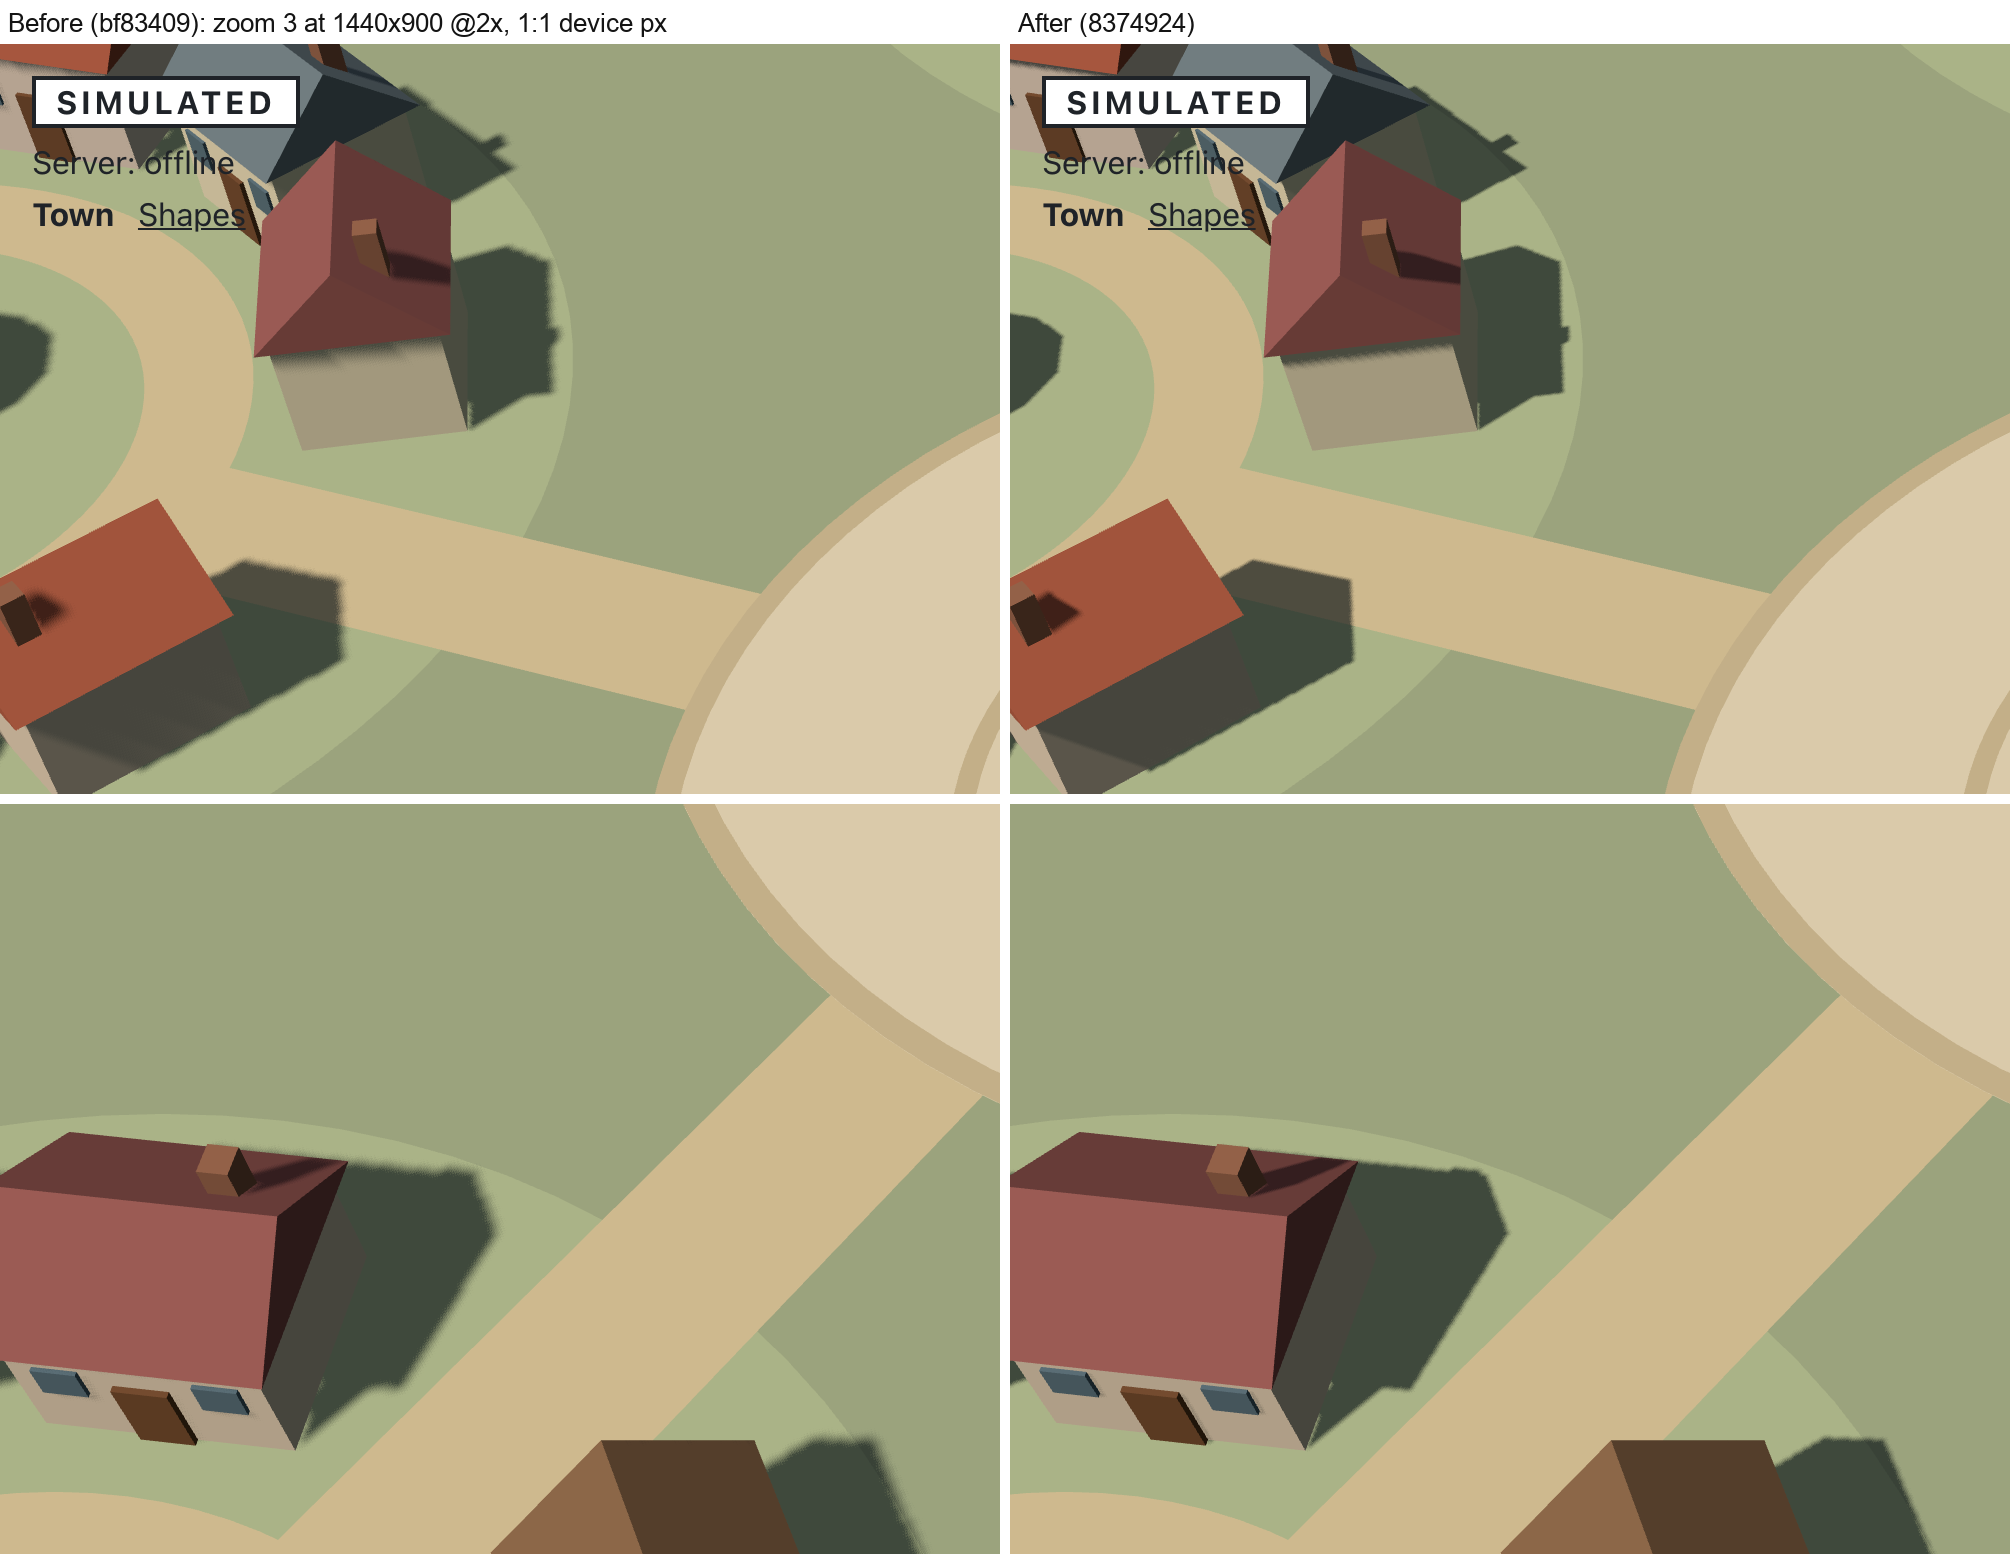 Before (bf83409): zoom 3 at 1440x900 @2x, 1:1 device px
After (8374924)
SIMULATED
Server: offline
Town Shapes
SIMULATED
Server: offline
Town Shapes